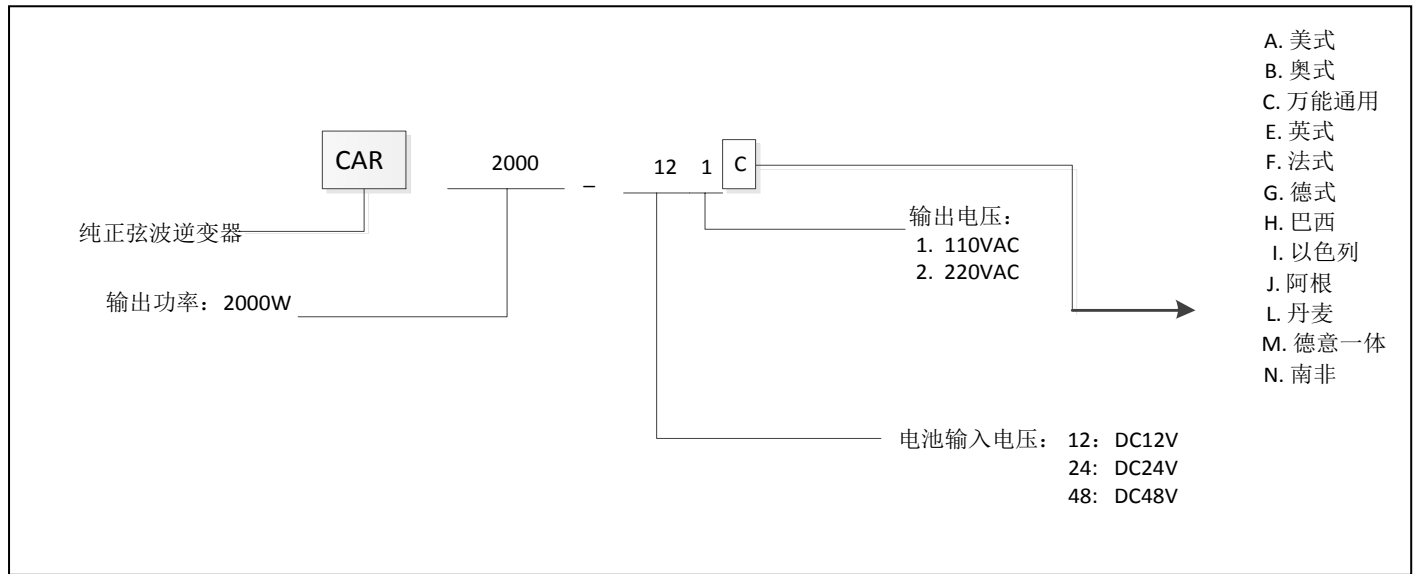 A. 美式
B. 奥式
C. 万能通用
E. 英式
F. 法式
G. 德式
H. 巴西
I. 以色列
J. 阿根
L. 丹麦
M. 德意一体
N. 南非
CAR 2000 – 12 1 C
纯正弦波逆变器
输出功率：2000W
输出电压：
1. 110VAC
2. 220VAC
电池输入电压： 12： DC12V
24: DC24V
48: DC48V